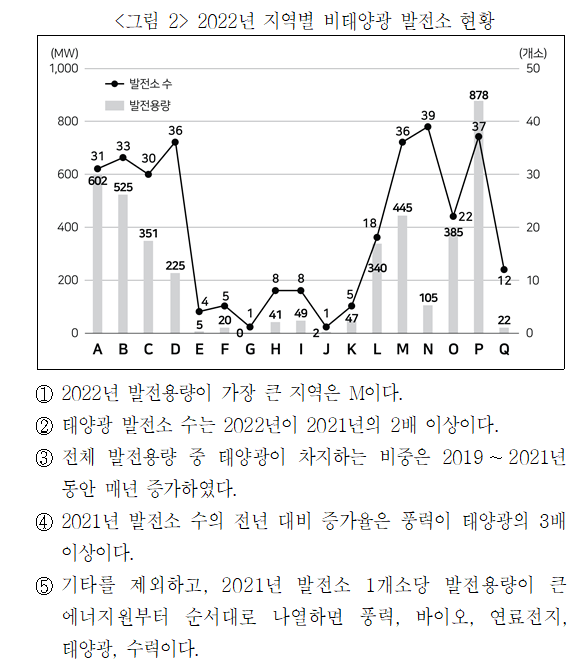 <그림 2> 2022년 지역별 비태양광 발전소 현황
(MW) (개소)
1,000 50
발전소 수
발전용량
878
800 40
39
36 37
36
33
31 30
600 602 30
525
445
400 385 22 20
18
351 340
225
200 10
8 8
105
4 5 5
1 1
5 20 0 41 49 2 47 12 22
0 0
A B C D E F G H I J K L M N O P Q
① 2022년 발전용량이 가장 큰 지역은 M이다.
② 태양광 발전소 수는 2022년이 2021년의 2배 이상이다.
③ 전체 발전용량 중 태양광이 차지하는 비중은 2019 ~ 2021년
동안 매년 증가하였다.
④ 2021년 발전소 수의 전년 대비 증가율은 풍력이 태양광의 3배
이상이다.
⑤ 기타를 제외하고, 2021년 발전소 1개소당 발전용량이 큰
에너지원부터 순서대로 나열하면 풍력, 바이오, 연료전지,
태양광, 수력이다.